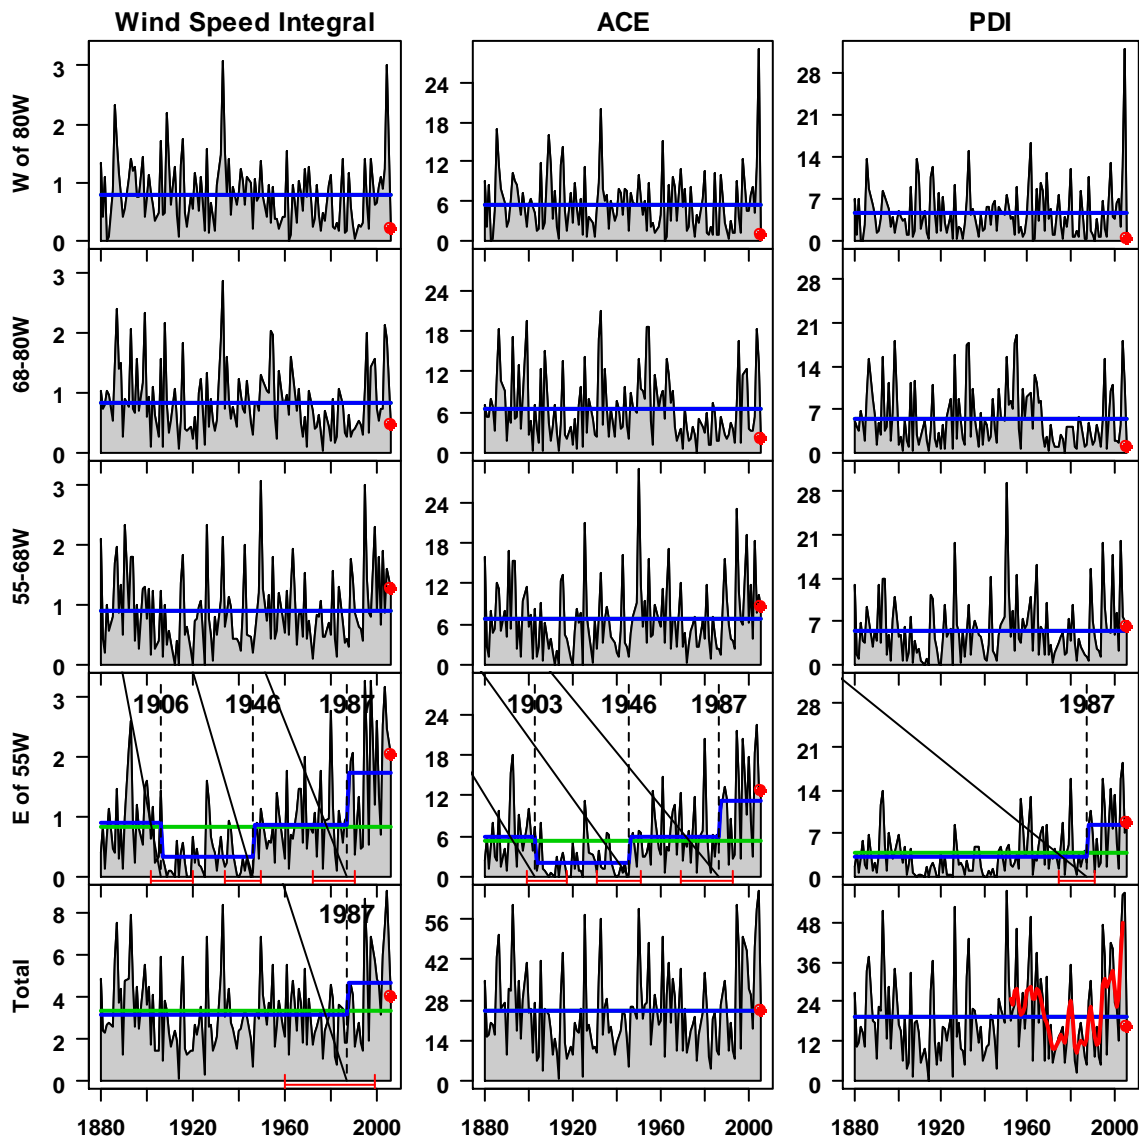 Wind Speed Integral ACE PDI
W of 80W
3 2 1 0
24 18 12 6 0
28 21 14 7 0
68-80W
3 2 1 0
24 18 12 6 0
28 21 14 7 0
55-68W
3 2 1 0
24 18 12 6 0
28 21 14 7 0
E of 55W
3 2 1 0
1906 1946 1987
24 18 12 6 0
1903 1946 1987
28 21 14 7 0
1987
Total
8 6 4 2 0
1987
56 42 28 14 0
48 36 24 12 0
1880 1920 1960 2000
1880 1920 1960 2000
1880 1920 1960 2000